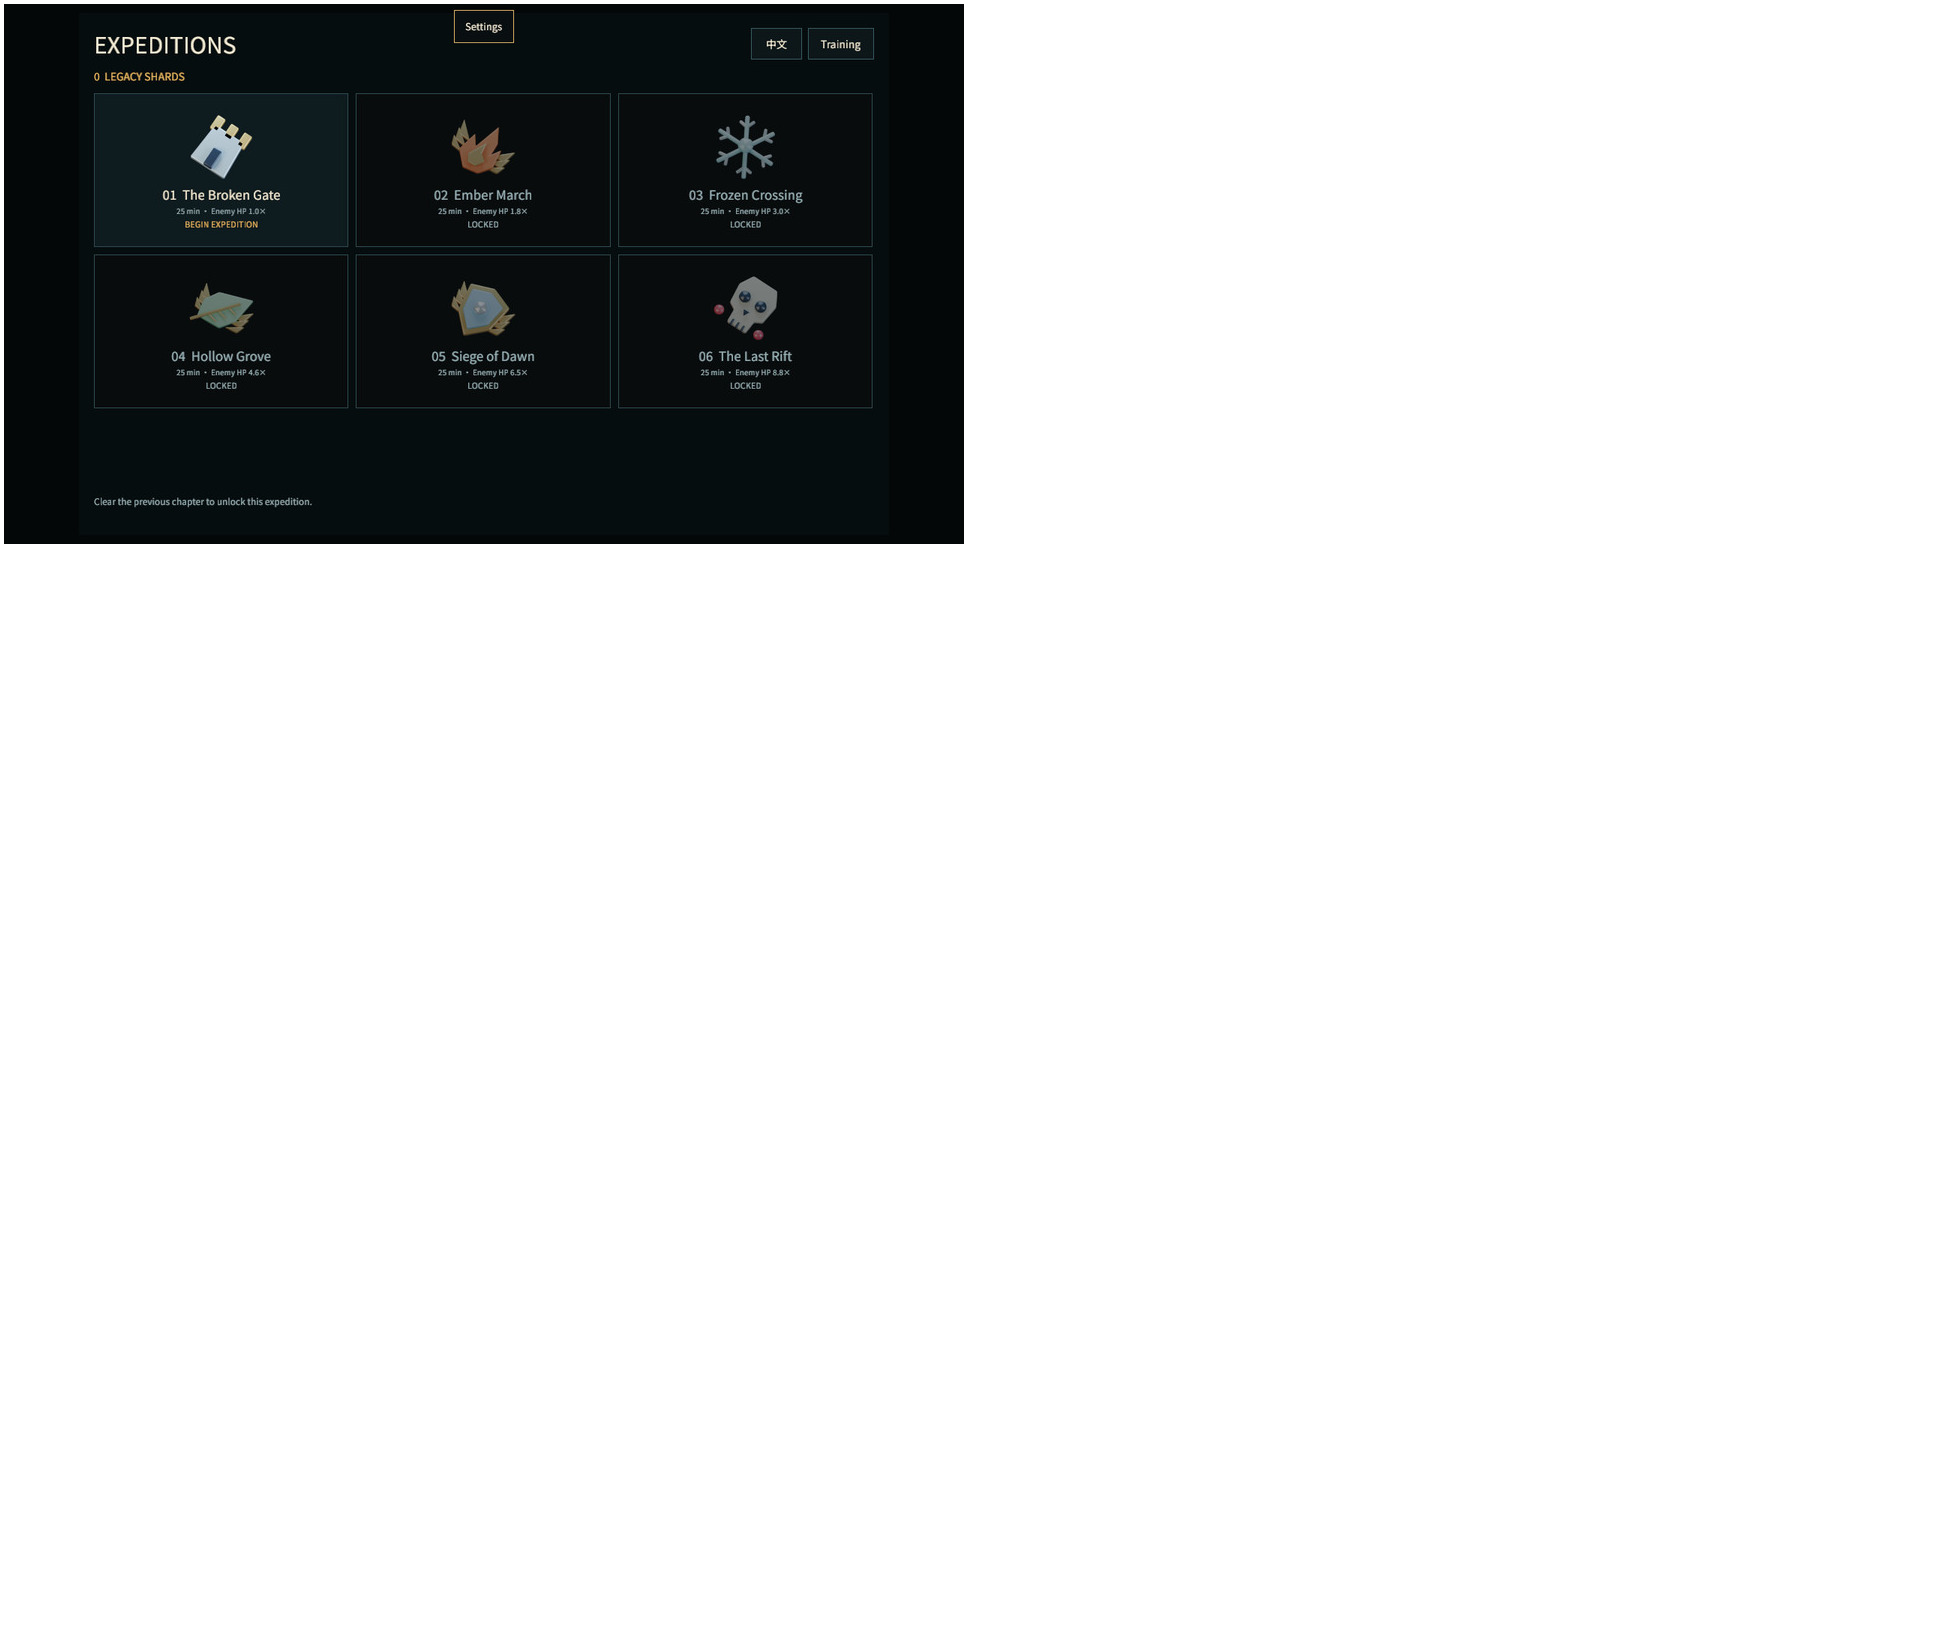 Settings
EXPEDITIONS
中文
Training
0 LEGACY SHARDS
01 The Broken Gate
25 min • Enemy HP 1.0×
BEGIN EXPEDITION
02 Ember March
25 min • Enemy HP 1.8×
LOCKED
03 Frozen Crossing
25 min • Enemy HP 3.0×
LOCKED
04 Hollow Grove
25 min • Enemy HP 4.6×
LOCKED
05 Siege of Dawn
25 min • Enemy HP 6.5×
LOCKED
06 The Last Rift
25 min • Enemy HP 8.8×
LOCKED
Clear the previous chapter to unlock this expedition.